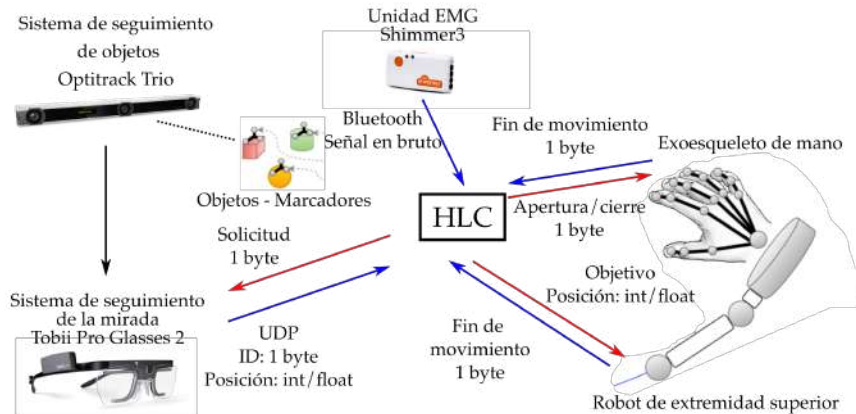 Sistema de seguimiento
de objetos
Optitrack Trio
Unidad EMG
Shimmer3
Bluetooth
Señal en bruto
Objetos - Marcadores
Fin de movimiento
1 byte
Exoesqueleto de mano
HLC
Apertura/cierre
1 byte
Solicitud
1 byte
Objetivo
Posición: int/float
Sistema de seguimiento
de la mirada
Tobii Pro Glasses 2
UDP
ID: 1 byte
Posición: int/float
Fin de
movimiento
1 byte
Robot de extremidad superior